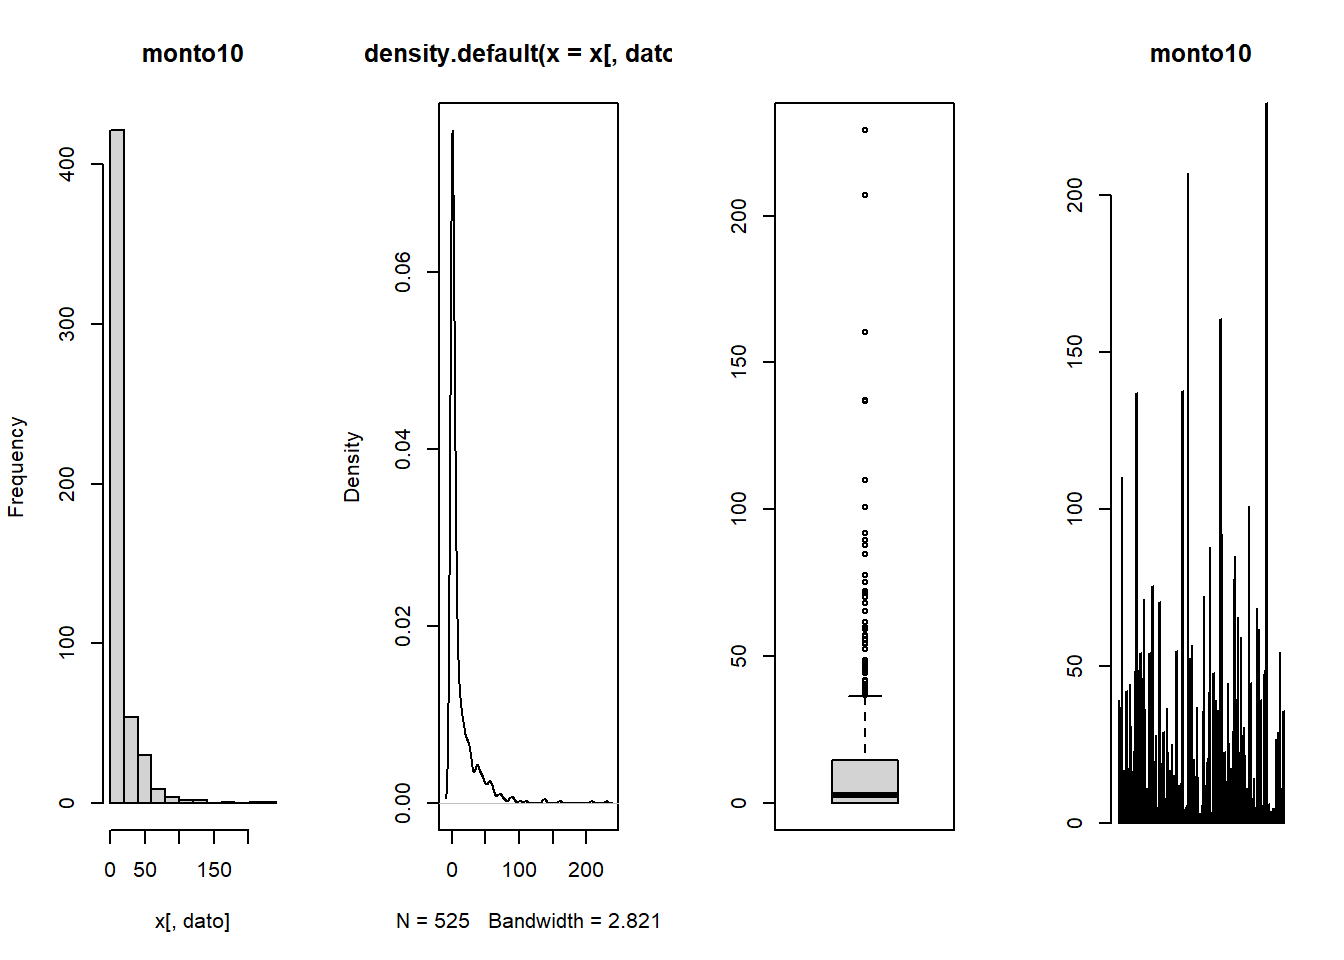 monto10
Frequency
400
300
200
100
0
0 50 150
x[, dato]
density.default(x = x[, dato
Density
0.06
0.04
0.02
0.00
0 100 200
N = 525 Bandwidth = 2.821
200
150
100
50
0
monto10
200
150
100
50
0